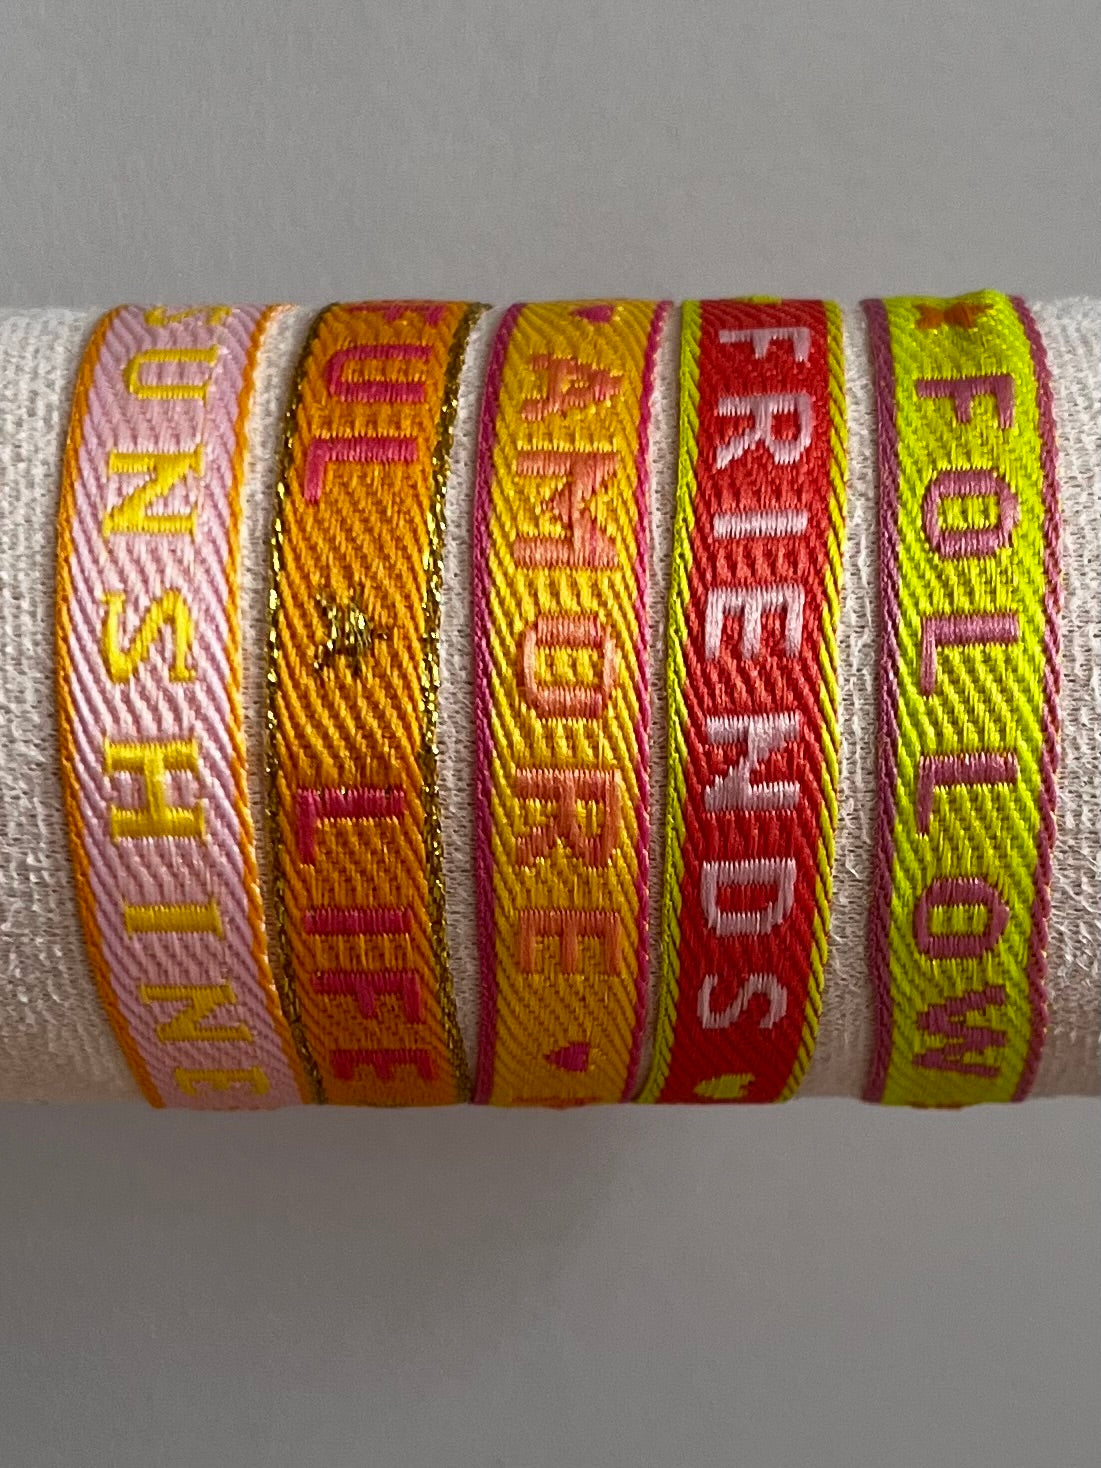 SUNSHINE
FUL LIFE
AMORE
FRIENDS
FOLLOW